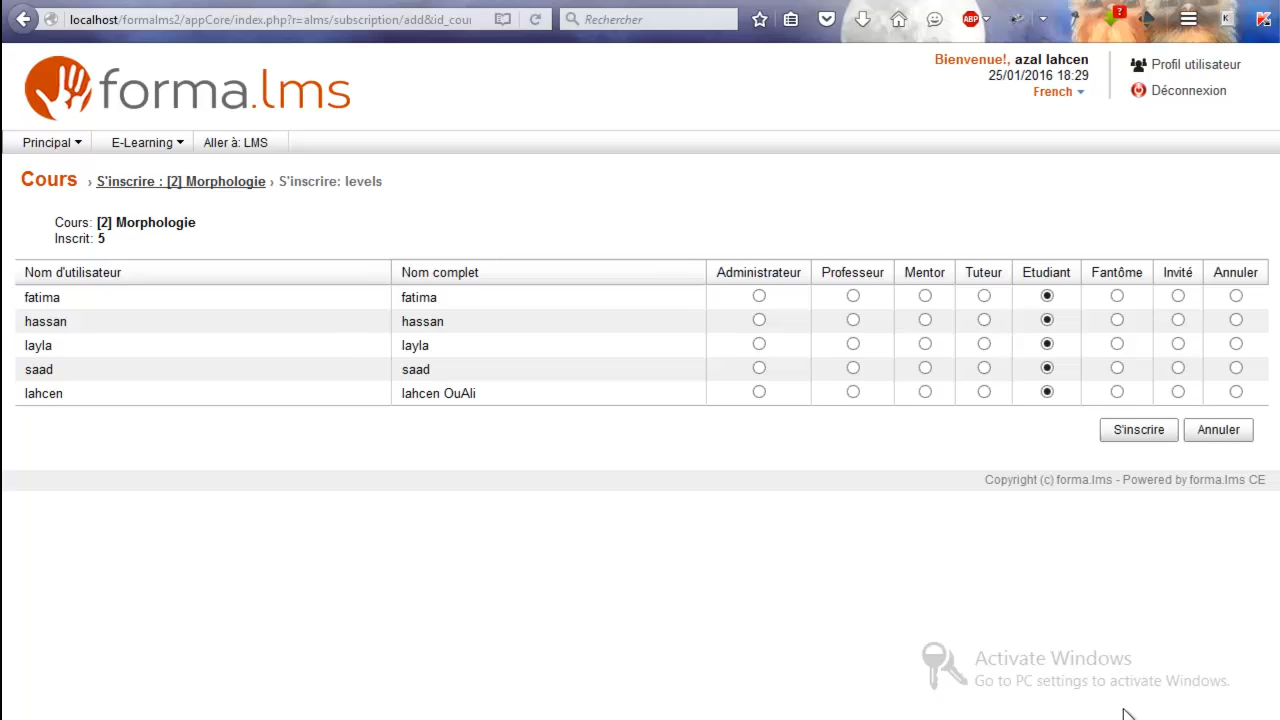 localhost/formalms2/appCore/index.php?r=alms/subscription/add&id_cour
Rechercher
ABP
?
K
forma.lms
Bienvenue!, azal lahcen
25/01/2016 18:29
French
Profil utilisateur
Déconnexion
Principal E-Learning Aller à: LMS
Cours › S'inscrire : [2] Morphologie › S'inscrire: levels
Cours: [2] Morphologie
Inscrit: 5
Nom d'utilisateur Nom complet Administrateur Professeur Mentor Tuteur Etudiant Fantôme Invité Annuler
fatima fatima
hassan hassan
layla layla
saad saad
lahcen lahcen OuAli
S'inscrire Annuler
Copyright (c) forma.lms - Powered by forma.lms CE
Activate Windows
Go to PC settings to activate Windows.